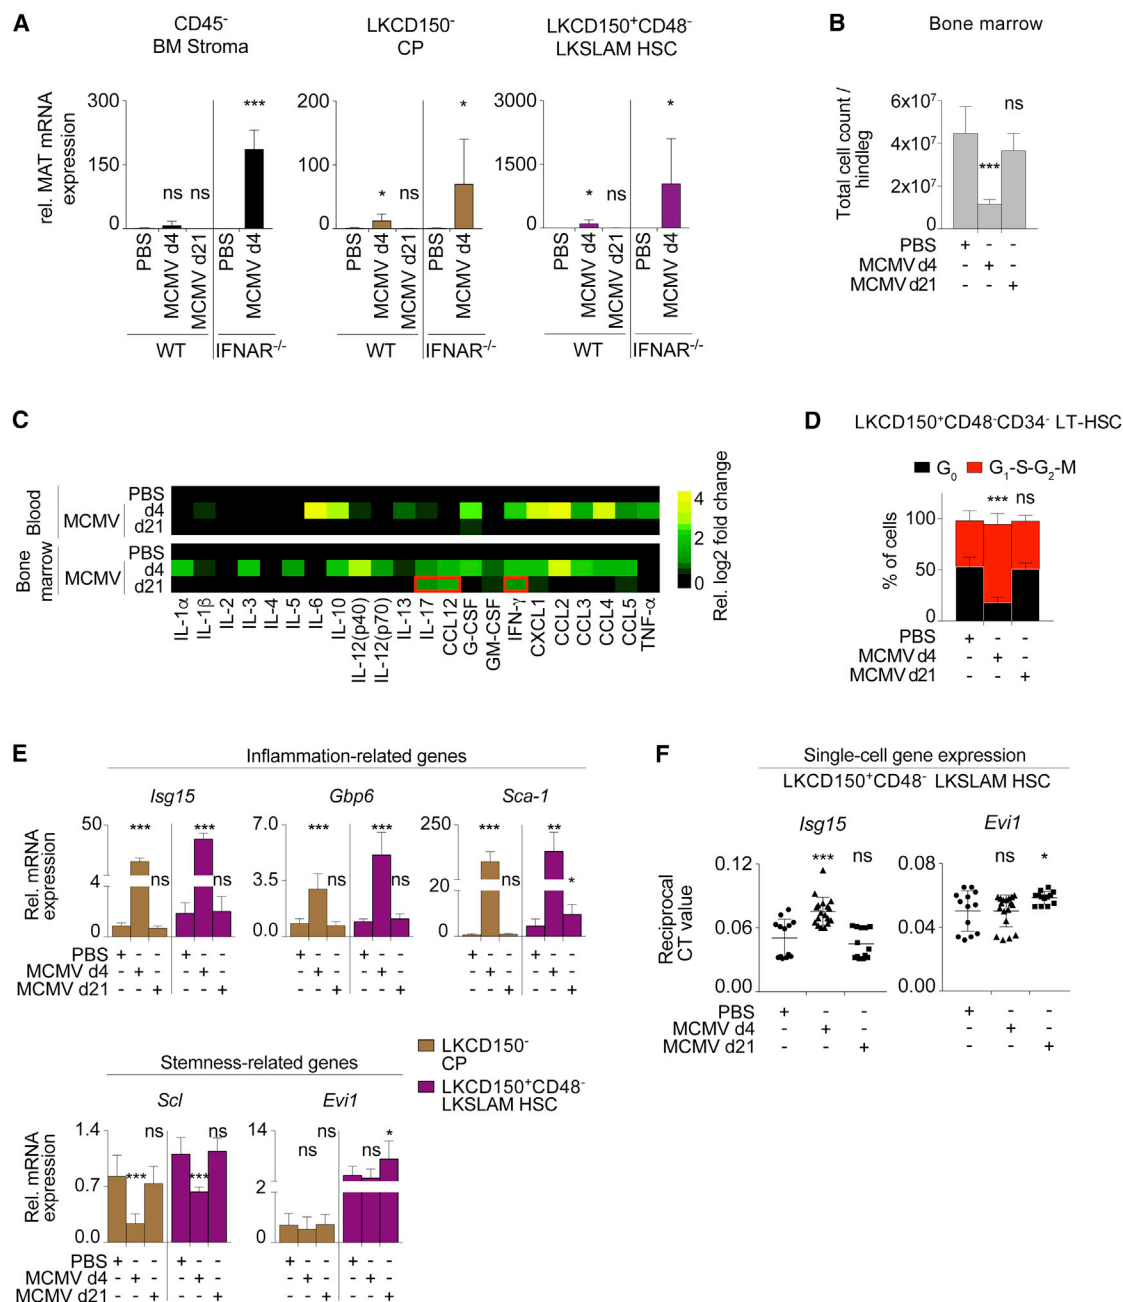 A
CD45-
BM Stroma
LKCD150-
CP
LKCD150+CD48-
LKSLAM HSC
rel. MAT mRNA
expression
300
150
0
ns
ns
***
PBS
MCMV d4
MCMV d21
PBS
MCMV d4
WT
IFNAR-/-
200
100
0
*
ns
*
PBS
MCMV d4
MCMV d21
PBS
MCMV d4
WT
IFNAR-/-
3000
1500
0
*
ns
*
PBS
MCMV d4
MCMV d21
PBS
MCMV d4
WT
IFNAR-/-
B
Bone marrow
Total cell count /
hindleg
6x10⁷
4x10⁷
2x10⁷
0
***
ns
PBS + - -
MCMV d4 - + -
MCMV d21 - - +
C
Blood
MCMV
PBS
d4
d21
Bone
marrow
MCMV
PBS
d4
d21
IL-1α
IL-1β
IL-2
IL-3
IL-4
IL-5
IL-6
IL-10
IL-12(p40)
IL-12(p70)
IL-13
IL-17
CCL12
G-CSF
GM-CSF
IFN-γ
CXCL1
CCL2
CCL3
CCL4
CCL5
TNF-α
4
2
0
Rel. log2 fold change
D
LKCD150+CD48-CD34- LT-HSC
G0
G1-S-G2-M
% of cells
100
50
0
***
ns
PBS + - -
MCMV d4 - + -
MCMV d21 - - +
E
Inflammation-related genes
Isg15
Gbp6
Sca-1
Rel. mRNA
expression
50
4
0
***
ns
***
ns
7.0
3.5
0.0
***
ns
***
ns
250
20
0
***
ns
**
*
PBS + - - + - - + - - + - - + - - + - -
MCMV d4 - + - - + - - + - - + - - + - - + -
MCMV d21 - - + - - + - - + - - + - - + - - +
Stemness-related genes
Scl
Evi1
LKCD150-
CP
LKCD150+CD48-
LKSLAM HSC
Rel. mRNA
expression
1.4
0.7
0.0
***
ns
***
ns
14
2
0
ns
ns
ns
*
PBS + - - + - - + - - + - -
MCMV d4 - + - - + - - + - - + -
MCMV d21 - - + - - + - - + - - +
F
Single-cell gene expression
LKCD150+CD48- LKSLAM HSC
Isg15
Evi1
Reciprocal
CT value
0.12
0.06
0.00
***
ns
0.08
0.04
0.00
ns
*
PBS + - - + - -
MCMV d4 - + - - + -
MCMV d21 - - + - - +